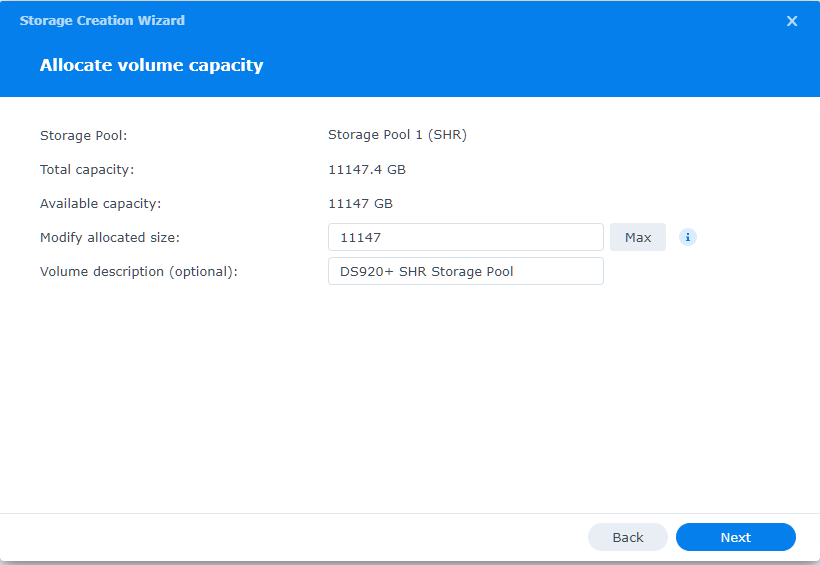 Storage Creation Wizard
Allocate volume capacity
Storage Pool: Storage Pool 1 (SHR)
Total capacity: 11147.4 GB
Available capacity: 11147 GB
Modify allocated size: 11147 Max i
Volume description (optional): DS920+ SHR Storage Pool
Back Next